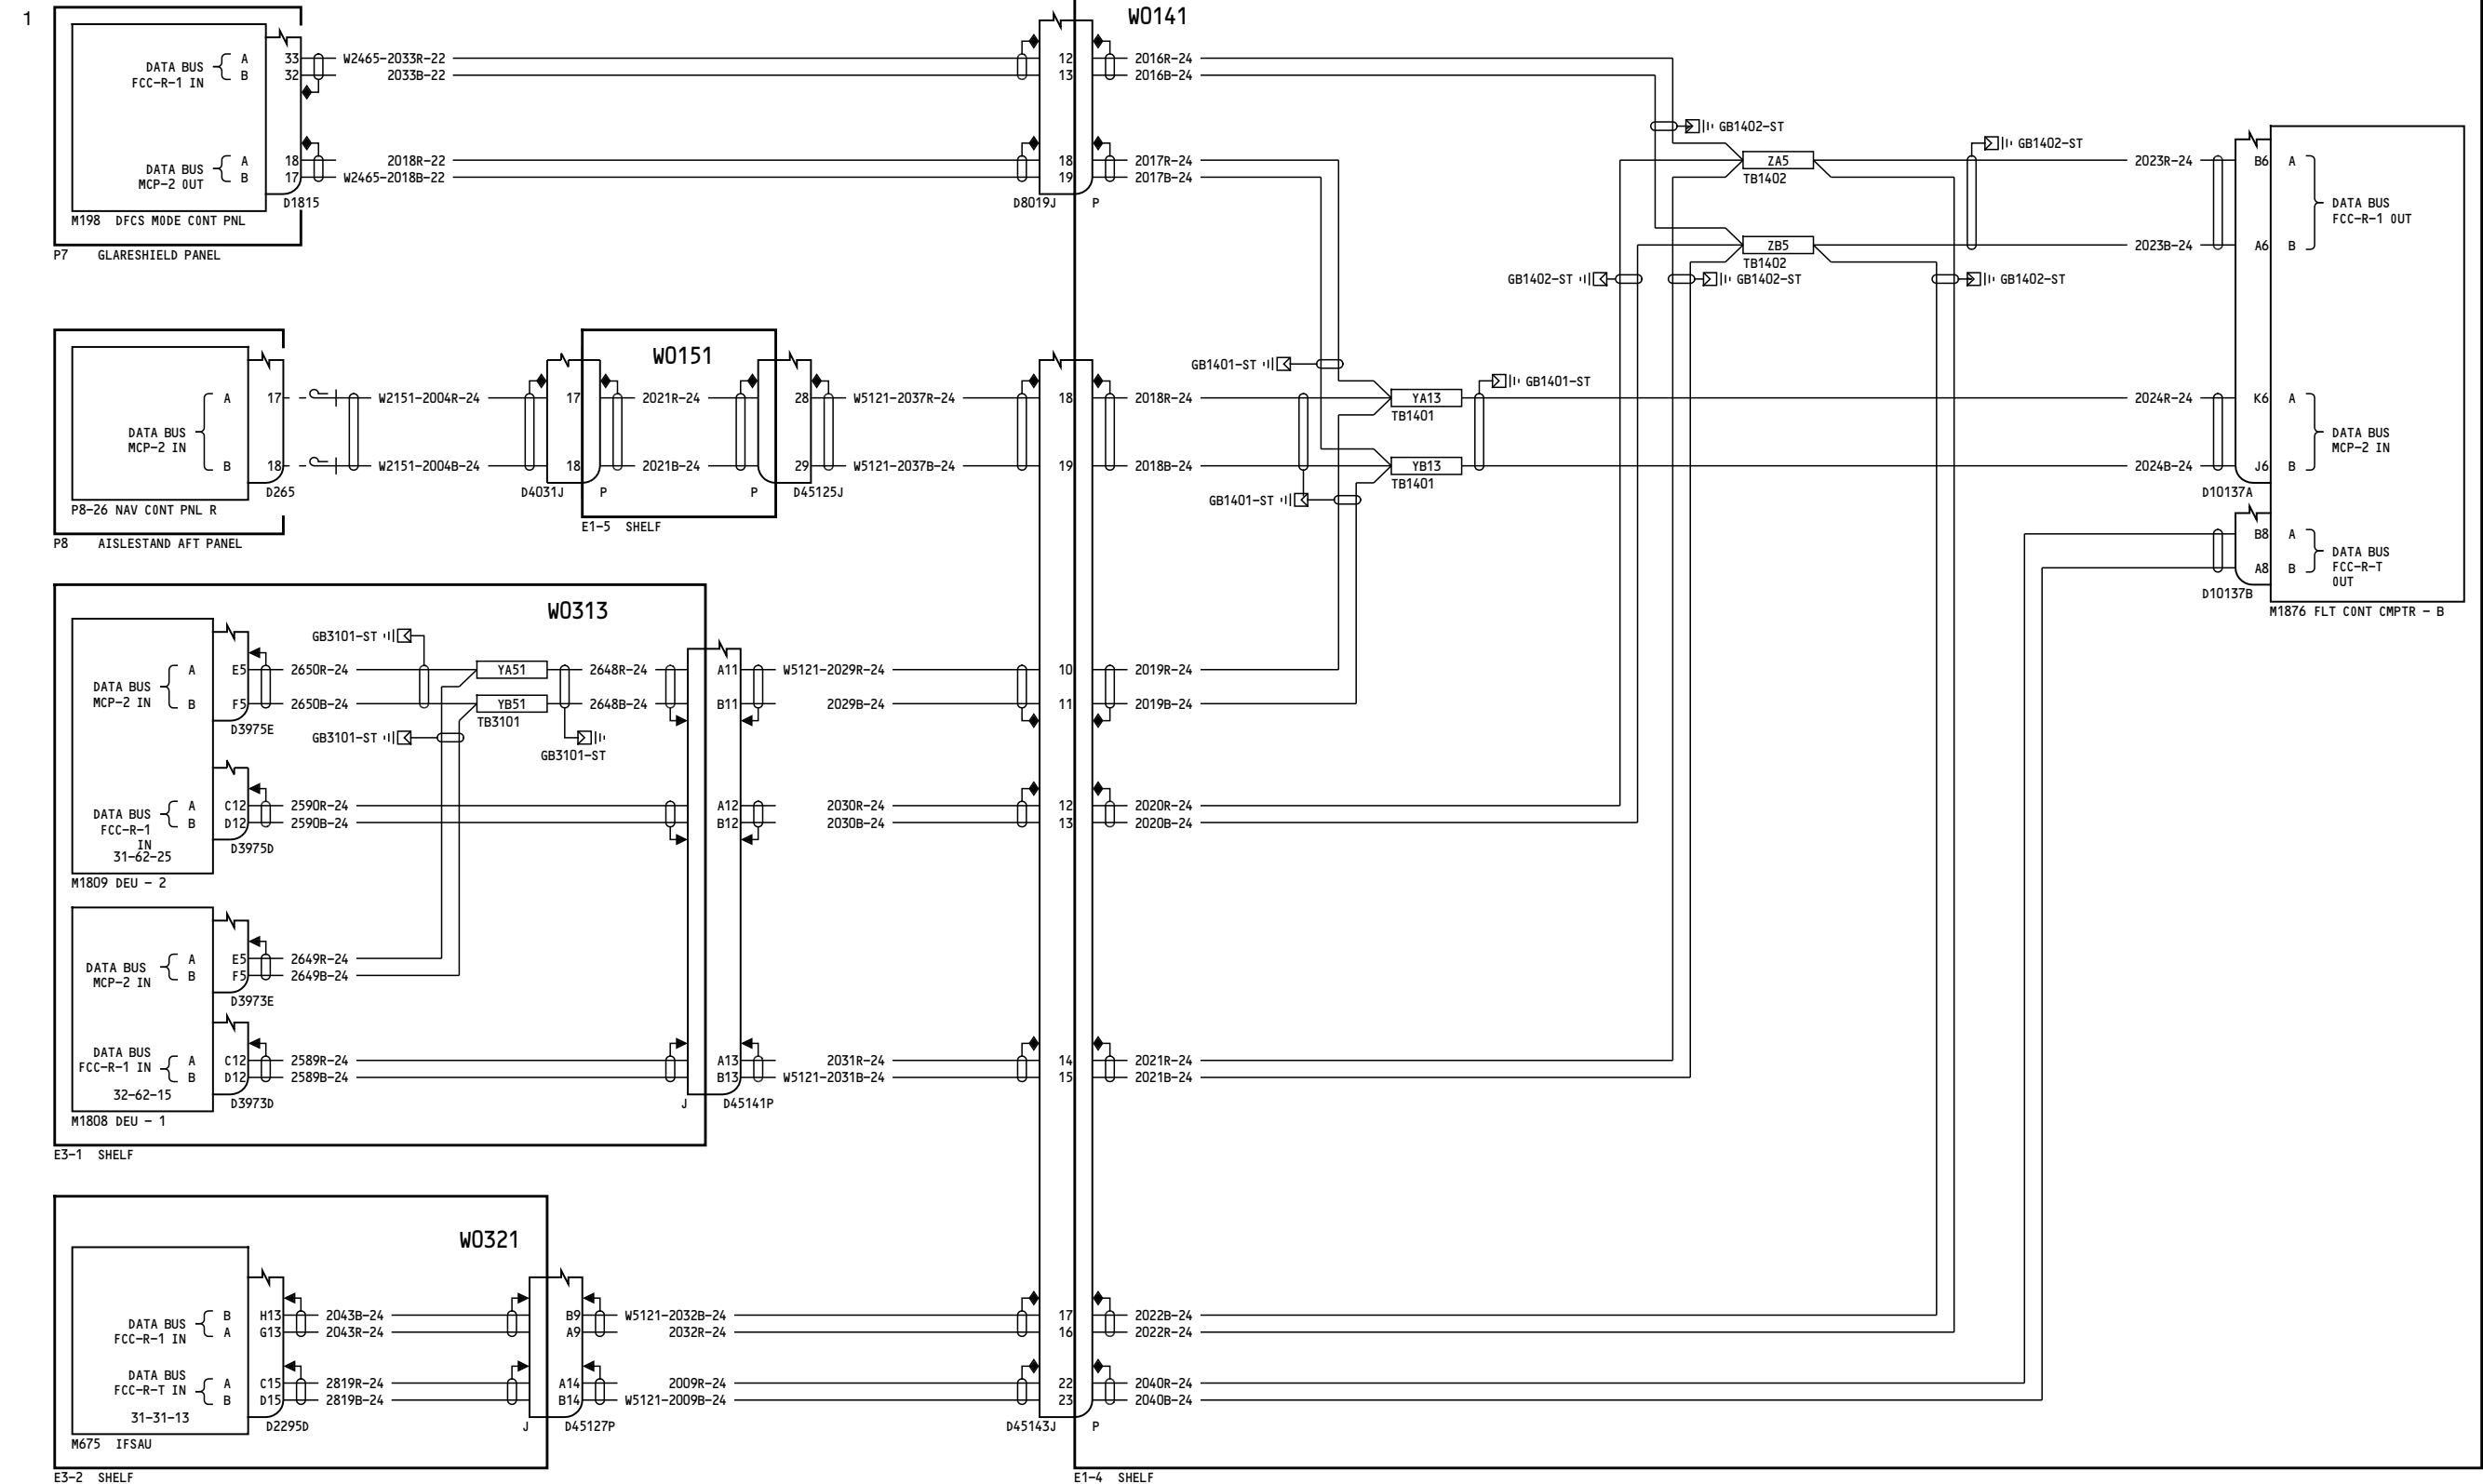 1
W0141
DATA BUS
FCC-R-1 IN
A
B
33
32
W2465-2033R-22
2033B-22
12
13
2016R-24
2016B-24
DATA BUS
MCP-2 OUT
A
B
18
17
2018R-22
W2465-2018B-22
18
19
2017R-24
2017B-24
D1815
M198 DFCS MODE CONT PNL
P7 GLARESHIELD PANEL
D8019J
P
GB1402-ST
ZA5
TB1402
GB1402-ST
2023R-24
B6
A
ZB5
TB1402
2023B-24
A6
B
DATA BUS
FCC-R-1 OUT
GB1402-ST
GB1402-ST
GB1402-ST
W0151
DATA BUS
MCP-2 IN
A
B
17
18
W2151-2004R-24
W2151-2004B-24
17
18
2021R-24
2021B-24
28
29
W5121-2037R-24
W5121-2037B-24
18
19
2018R-24
2018B-24
GB1401-ST
GB1401-ST
GB1401-ST
YA13
TB1401
YB13
TB1401
2024R-24
2024B-24
K6
J6
A
B
DATA BUS
MCP-2 IN
D265
P8-26 NAV CONT PNL R
P8 AISLESTAND AFT PANEL
D4031J
P
P
D45125J
E1-5 SHELF
D10137A
B8
A8
A
B
DATA BUS
FCC-R-T
OUT
D10137B
M1876 FLT CONT CMPTR - B
W0313
DATA BUS
MCP-2 IN
A
B
E5
F5
2650R-24
2650B-24
D3975E
GB3101-ST
GB3101-ST
GB3101-ST
YA51
YB51
TB3101
2648R-24
2648B-24
A11
B11
W5121-2029R-24
2029B-24
10
11
2019R-24
2019B-24
DATA BUS
FCC-R-1
IN
31-62-25
A
B
C12
D12
2590R-24
2590B-24
D3975D
A12
B12
2030R-24
2030B-24
12
13
2020R-24
2020B-24
M1809 DEU - 2
DATA BUS
MCP-2 IN
A
B
E5
F5
2649R-24
2649B-24
D3973E
DATA BUS
FCC-R-1 IN
32-62-15
A
B
C12
D12
2589R-24
2589B-24
D3973D
A13
B13
2031R-24
W5121-2031B-24
14
15
2021R-24
2021B-24
J
D45141P
M1808 DEU - 1
E3-1 SHELF
W0321
DATA BUS
FCC-R-1 IN
B
A
H13
G13
2043B-24
2043R-24
B9
A9
W5121-2032B-24
2032R-24
17
16
2022B-24
2022R-24
DATA BUS
FCC-R-T IN
31-31-13
A
B
C15
D15
2819R-24
2819B-24
A14
B14
2009R-24
W5121-2009B-24
22
23
2040R-24
2040B-24
D2295D
J
D45127P
D45143J
P
M675 IFSAU
E3-2 SHELF
E1-4 SHELF